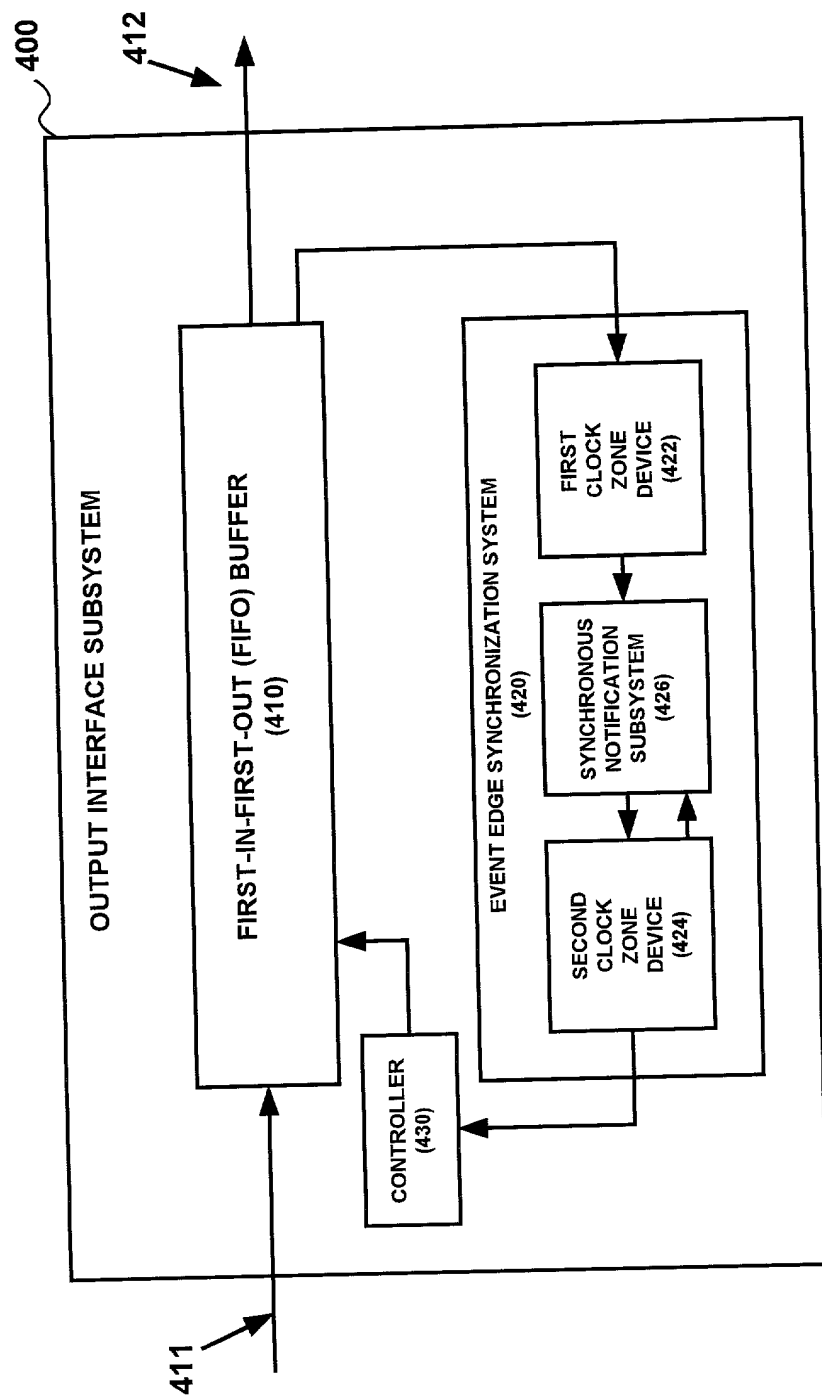 400
412
OUTPUT INTERFACE SUBSYSTEM
FIRST-IN-FIRST-OUT (FIFO) BUFFER
(410)
411
CONTROLLER
(430)
EVENT EDGE SYNCHRONIZATION SYSTEM
(420)
SECOND
CLOCK
ZONE
DEVICE
(424)
SYNCHRONOUS
NOTIFICATION
SUBSYSTEM
(426)
FIRST
CLOCK
ZONE
DEVICE
(422)